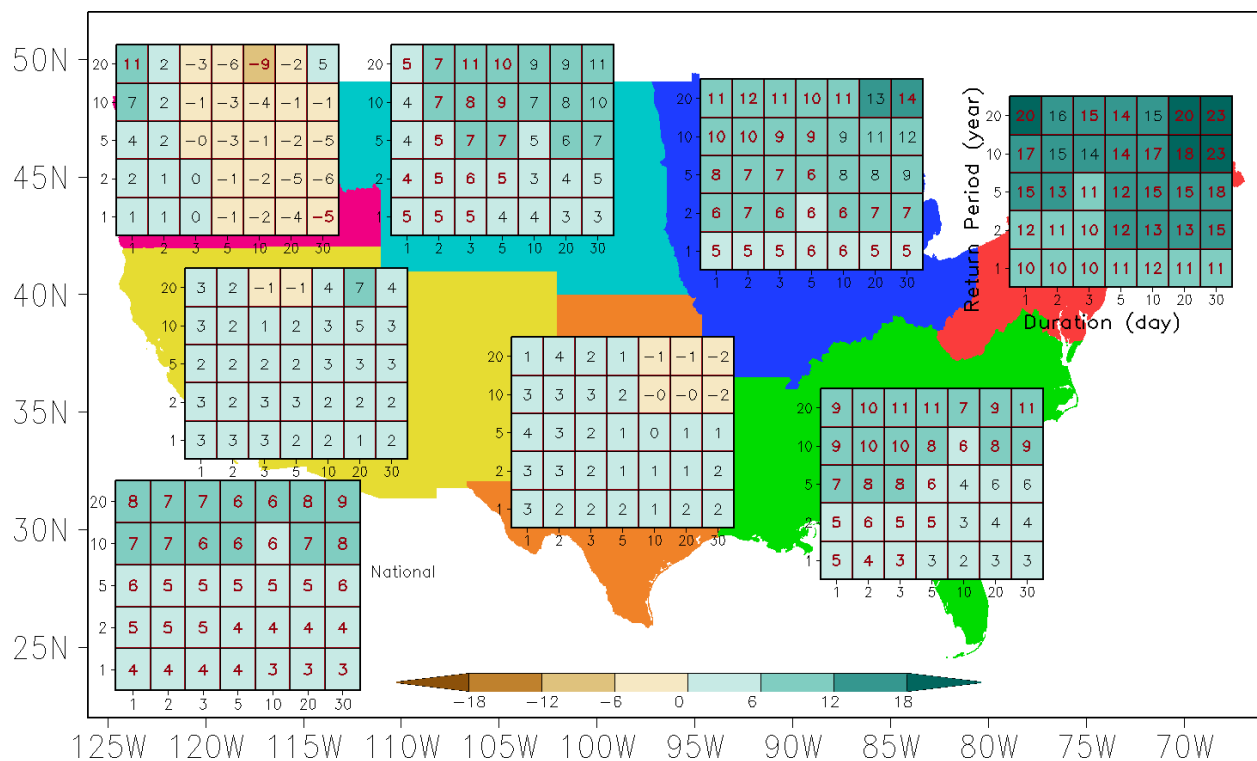 50N
45N
40N
35N
30N
25N
20 11 2 −3 −6 −9 −2 5
10 7 2 −1 −3 −4 −1 −1
5 4 2 −0 −3 −1 −2 −5
2 2 1 0 −1 −2 −5 −6
1 1 1 0 −1 −2 −4 −5
1 2 3 5 10 20 30
20 5 7 11 10 9 9 11
10 4 7 8 9 7 8 10
5 4 5 7 7 5 6 7
2 4 5 6 5 3 4 5
1 5 5 5 4 4 3 3
1 2 3 5 10 20 30
20 11 12 11 10 11 13 14
10 10 10 9 9 9 11 12
5 8 7 7 6 8 8 9
2 6 7 6 6 6 7 7
1 5 5 5 6 6 5 5
1 2 3 5 10 20 30
Return Period (year)
20 20 16 15 14 15 20 23
10 17 15 14 14 17 18 23
5 15 13 11 12 15 15 18
2 12 11 10 12 13 13 15
1 10 10 10 11 12 11 11
1 2 3 5 10 20 30
Duration (day)
20 3 2 −1 −1 4 7 4
10 3 2 1 2 3 5 3
5 2 2 2 2 3 3 3
2 3 2 3 3 2 2 2
1 3 3 3 2 2 1 2
1 2 3 5 10 20 30
20 1 4 2 1 −1 −1 −2
10 3 3 3 2 −0 −0 −2
5 4 3 2 1 0 1 1
2 3 3 2 1 1 1 2
1 3 2 2 2 1 2 2
1 2 3 5 10 20 30
20 9 10 11 11 7 9 11
10 9 10 10 8 6 8 9
5 7 8 8 6 4 6 6
2 5 6 5 5 3 4 4
1 5 4 3 3 2 3 3
1 2 3 5 10 20 30
20 8 7 7 6 6 8 9
10 7 7 6 6 6 7 8
5 6 5 5 5 5 5 6
2 5 5 5 4 4 4 4
1 4 4 4 4 3 3 3
1 2 3 5 10 20 30
National
−18 −12 −6 0 6 12 18
125W 120W 115W 110W 105W 100W 95W 90W 85W 80W 75W 70W